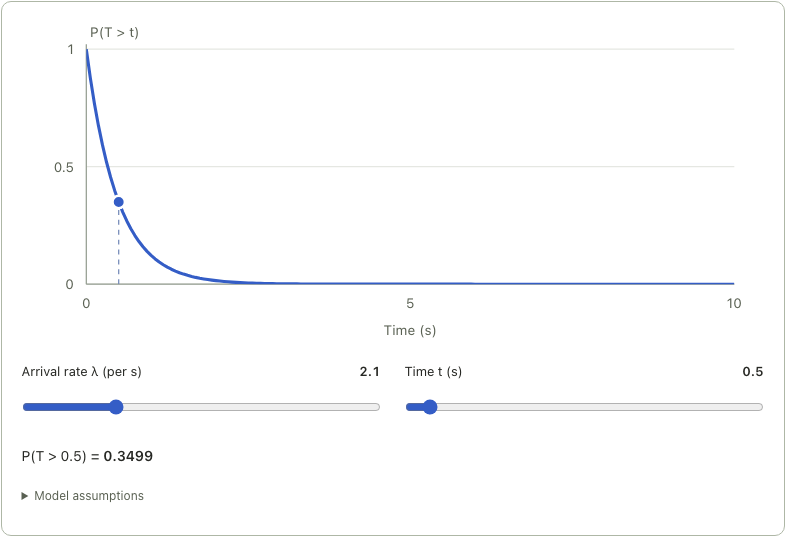 P(T > t)
1
0.5
0
0 5 10
Time (s)
Arrival rate λ (per s) 2.1
Time t (s) 0.5
P(T > 0.5) = 0.3499
Model assumptions